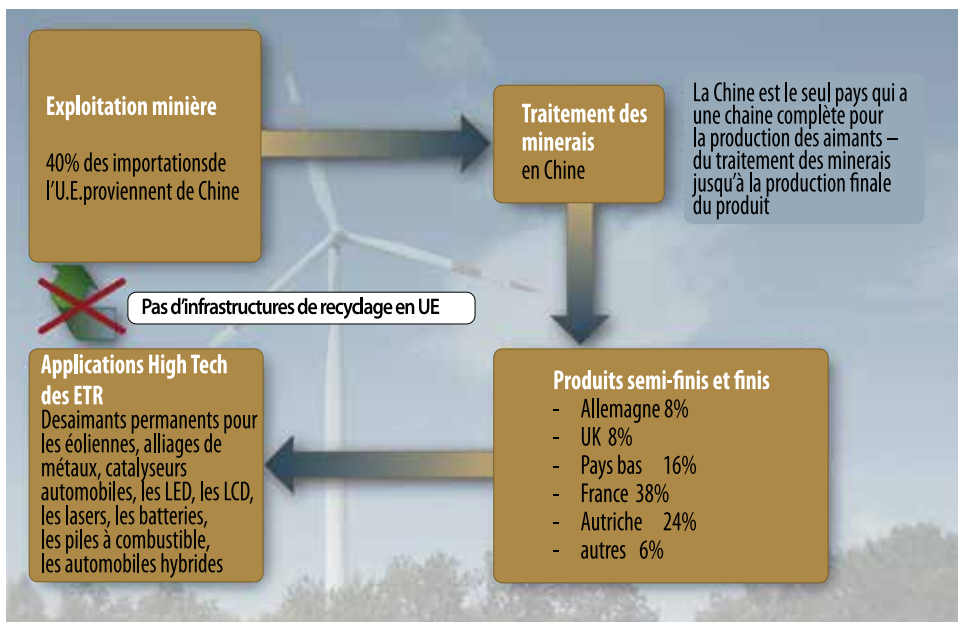 Exploitation minière
40% des importationsde
l'U.E.proviennent de Chine
Traitement des
minerais
en Chine
La Chine est le seul pays qui a
une chaine complète pour
la production des aimants –
du traitement des minerais
jusqu'à la production finale
du produit
Pas d'infrastructures de recyclage en UE
Applications High Tech
des ETR
Desaimants permanents pour
les éoliennes, alliages de
métaux, catalyseurs
automobiles, les LED, les LCD,
les lasers, les batteries,
les piles à combustible,
les automobiles hybrides
Produits semi-finis et finis
- Allemagne 8%
- UK 8%
- Pays bas 16%
- France 38%
- Autriche 24%
- autres 6%